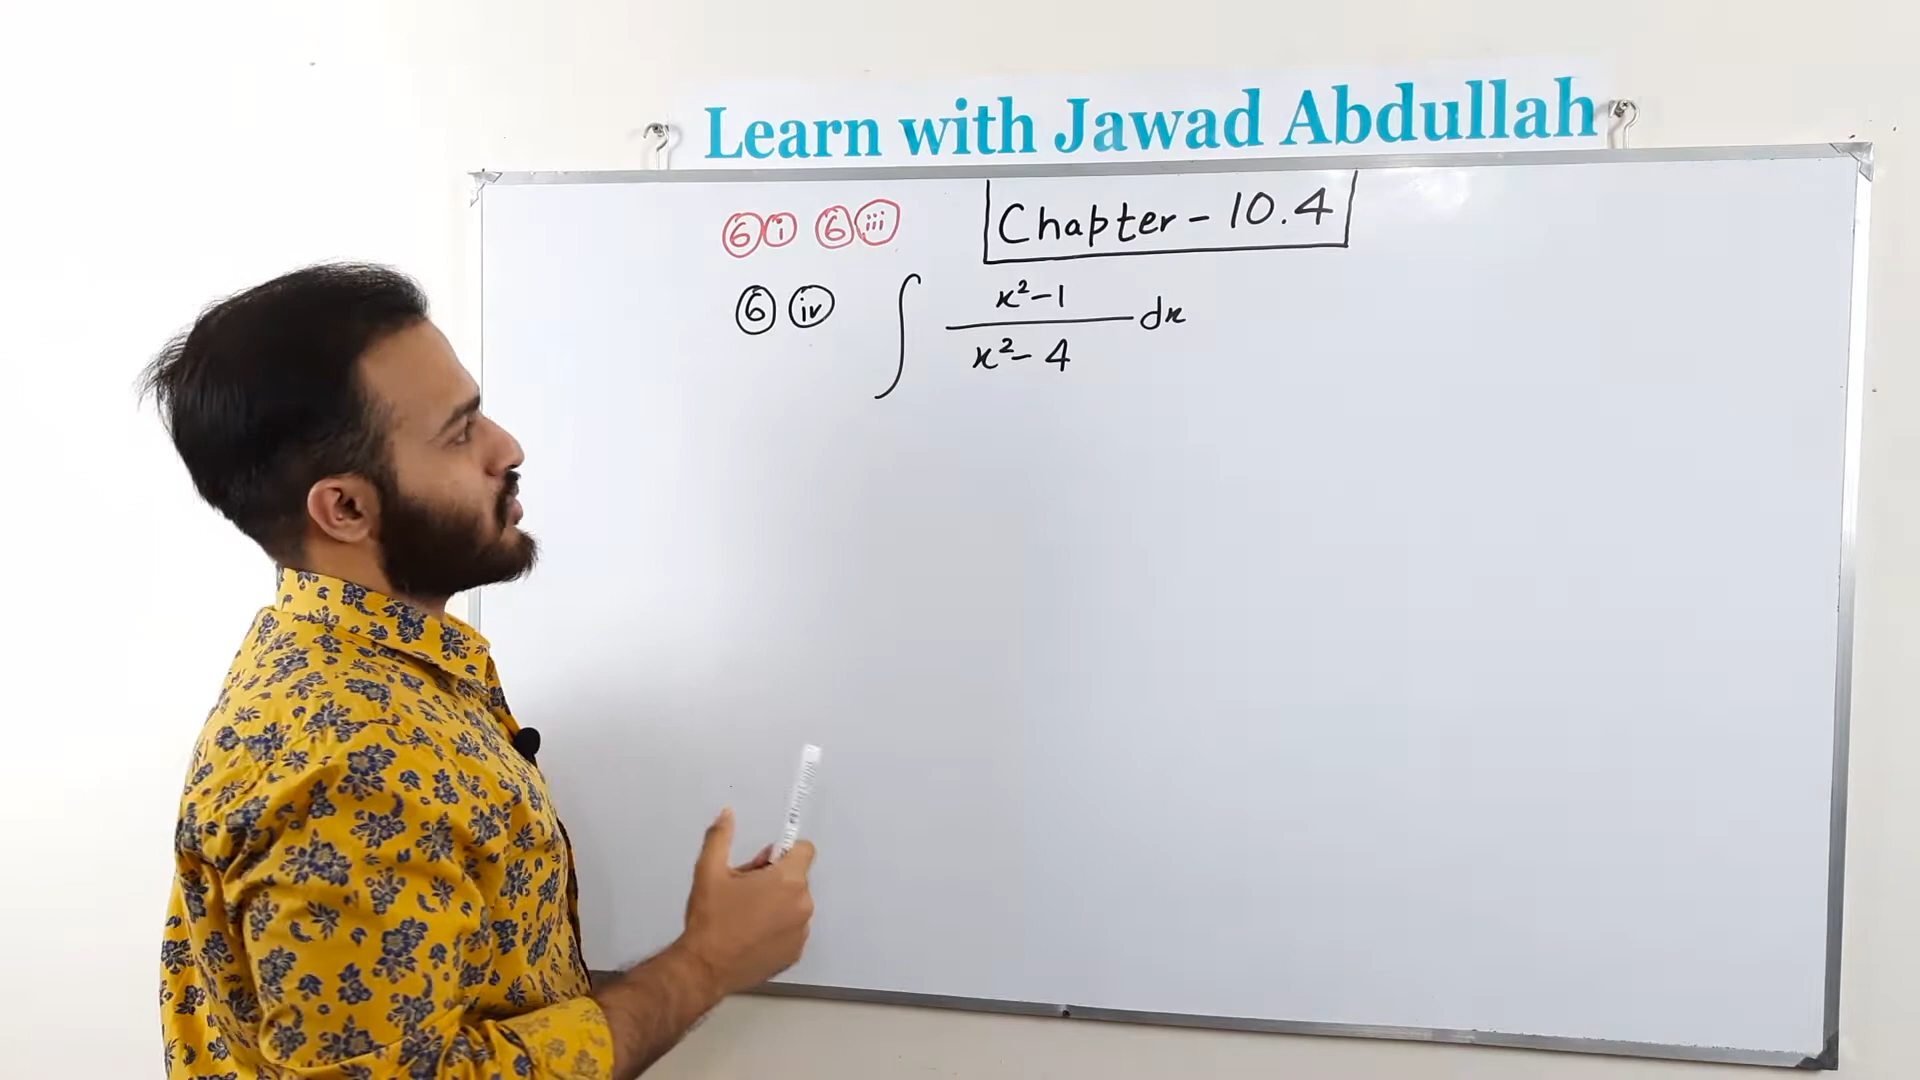 Learn with Jawad Abdullah
6 i 6 iii
Chapter - 10.4
6 iv ∫ x²-1 / x²-4 dx